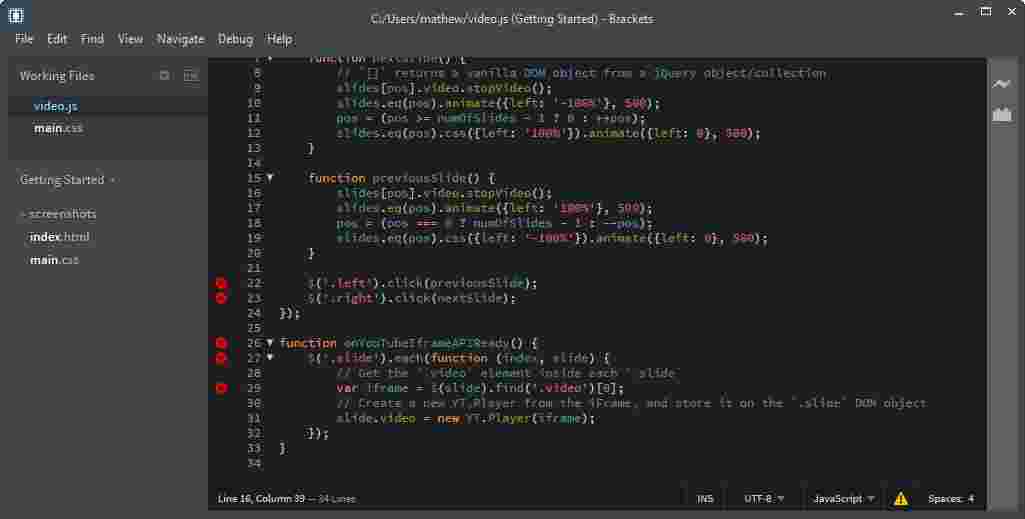 C:/Users/mathew/video.js (Getting Started) - Brackets
File Edit Find View Navigate Debug Help
Working Files
video.js
main.css
Getting Started
screenshots
index.html
main.css
7 function nextSlide() {
8 // `[]` returns a vanilla DOM object from a jQuery object/collection
9 slides[pos].video.stopVideo();
10 slides.eq(pos).animate({left: '-100%'}, 500);
11 pos = (pos >= numOfSlides - 1 ? 0 : ++pos);
12 slides.eq(pos).css({left: '100%'}).animate({left: 0}, 500);
13 }
14
15 function previousSlide() {
16 slides[pos].video.stopVideo();
17 slides.eq(pos).animate({left: '100%'}, 500);
18 pos = (pos === 0 ? numOfSlides - 1 : --pos);
19 slides.eq(pos).css({left: '-100%'}).animate({left: 0}, 500);
20 }
21
22 $('.left').click(previousSlide);
23 $('.right').click(nextSlide);
24 });
25
26 function onYouTubeIframeAPIReady() {
27 $('.slide').each(function (index, slide) {
28 // Get the `.video` element inside each `.slide`
29 var iframe = $(slide).find('.video')[0];
30 // Create a new YT.Player from the iFrame, and store it on the `.slide` DOM object
31 slide.video = new YT.Player(iframe);
32 });
33 }
34
Line 16, Column 39 — 34 Lines INS UTF-8 JavaScript Spaces: 4